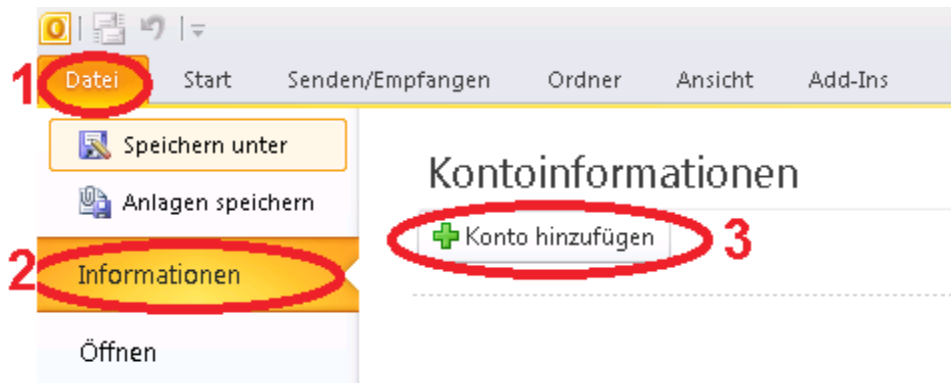 1 Datei Start Senden/Empfangen Ordner Ansicht Add-Ins
Speichern unter
Kontoinformationen
Anlagen speichern
Konto hinzufügen 3
2 Informationen
Öffnen